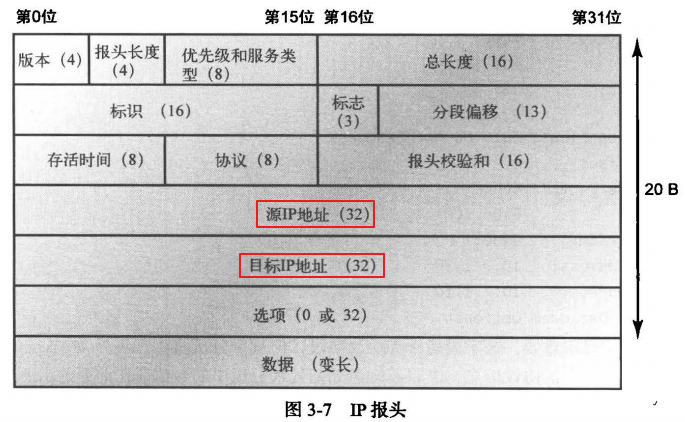 第0位 第15位 第16位 第31位
版本（4） 报头长度（4） 优先级和服务类型（8） 总长度（16）
标识 （16） 标志（3） 分段偏移（13）
存活时间（8） 协议（8） 报头校验和（16）
源IP地址（32）
目标IP地址 （32）
选项（0 或 32）
数据 （变长）
20 B
图 3-7 IP 报头